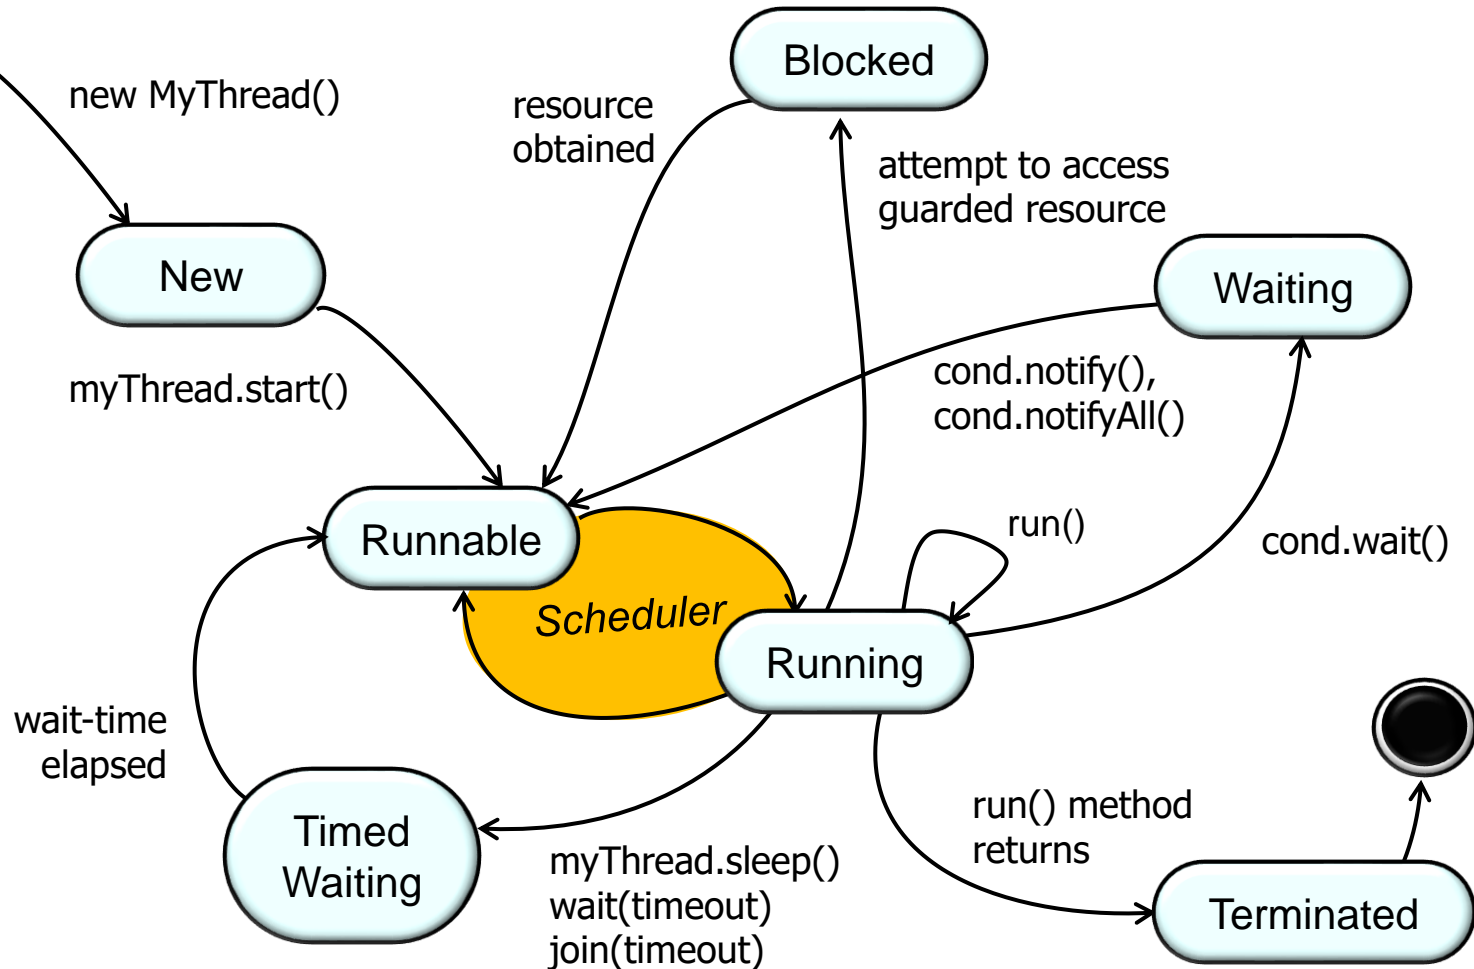 Blocked
new MyThread()
resource
obtained
attempt to access
guarded resource
New
Waiting
myThread.start()
cond.notify(),
cond.notifyAll()
Runnable
run()
cond.wait()
Scheduler
Running
wait-time
elapsed
Timed
Waiting
run() method
returns
myThread.sleep()
wait(timeout)
join(timeout)
Terminated